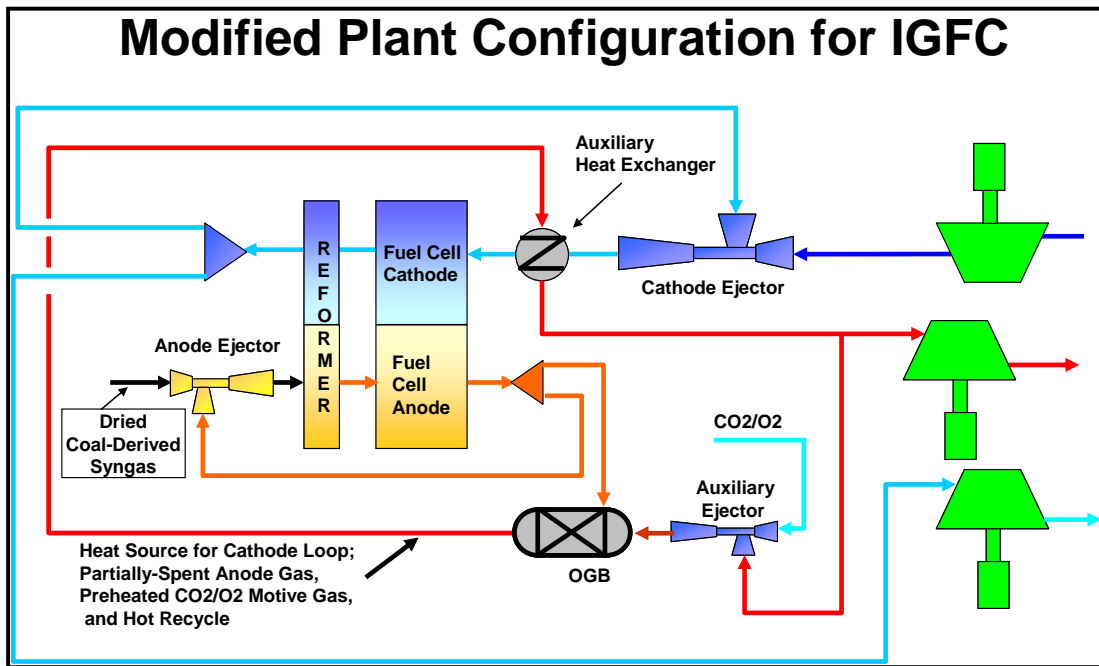 Modified Plant Configuration for IGFC
Auxiliary
Heat Exchanger
REFORMER
Fuel Cell
Cathode
Cathode Ejector
Anode Ejector
Fuel
Cell
Anode
Dried
Coal-Derived
Syngas
CO2/O2
Auxiliary
Ejector
OGB
Heat Source for Cathode Loop;
Partially-Spent Anode Gas,
Preheated CO2/O2 Motive Gas,
and Hot Recycle